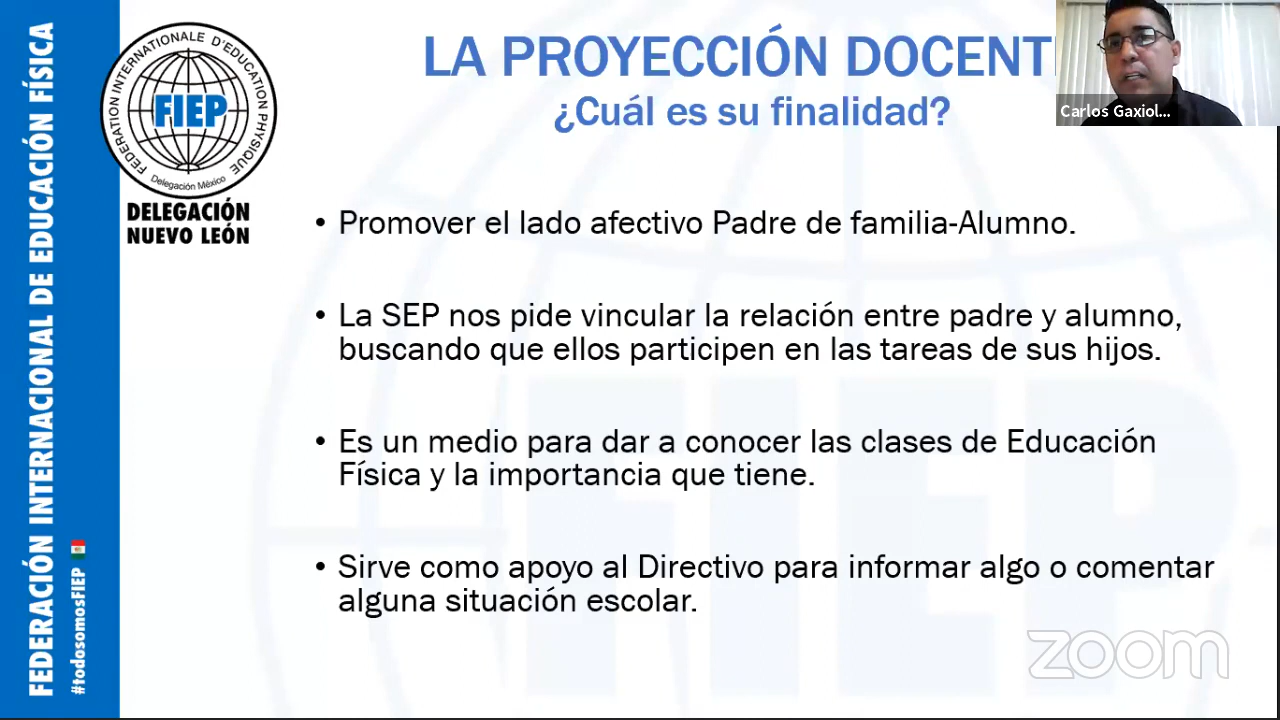 FEDERACIÓN INTERNACIONAL DE EDUCACIÓN FÍSICA
#todosomosFIEP
FEDERATION INTERNATIONALE D'EDUCATION PHYSIQUE
FIEP
Delegación México
DELEGACIÓN
NUEVO LEÓN
LA PROYECCIÓN DOCENT
¿Cuál es su finalidad?
Carlos Gaxiol...
• Promover el lado afectivo Padre de familia-Alumno.
• La SEP nos pide vincular la relación entre padre y alumno,
buscando que ellos participen en las tareas de sus hijos.
• Es un medio para dar a conocer las clases de Educación
Física y la importancia que tiene.
• Sirve como apoyo al Directivo para informar algo o comentar
alguna situación escolar.
FIEP
zoom